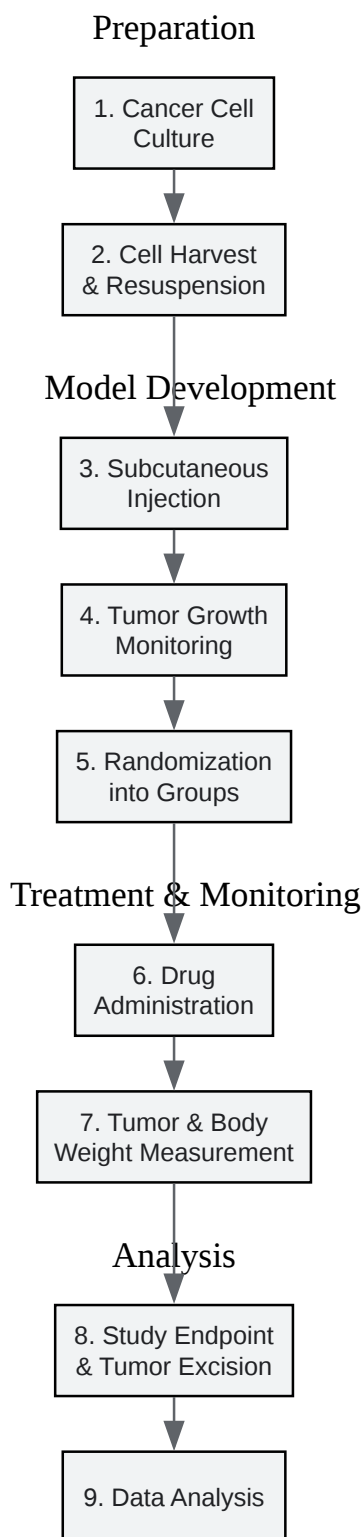 Preparation
1. Cancer Cell
Culture
2. Cell Harvest
& Resuspension
Model Development
3. Subcutaneous
Injection
4. Tumor Growth
Monitoring
5. Randomization
into Groups
Treatment & Monitoring
6. Drug
Administration
7. Tumor & Body
Weight Measurement
Analysis
8. Study Endpoint
& Tumor Excision
9. Data Analysis